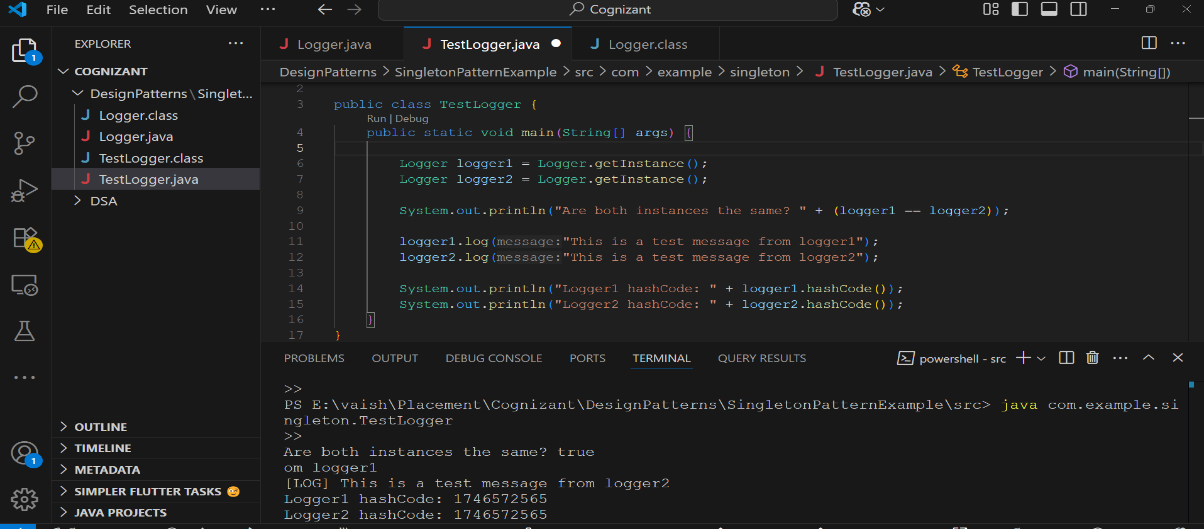 File Edit Selection View ··· Cognizant
EXPLORER ···
COGNIZANT
DesignPatterns\Singlet...
J Logger.class
J Logger.java
J TestLogger.class
J TestLogger.java
DSA
OUTLINE
TIMELINE
METADATA
SIMPLER FLUTTER TASKS
JAVA PROJECTS
1
1
J Logger.java J TestLogger.java J Logger.class
DesignPatterns > SingletonPatternExample > src > com > example > singleton > J TestLogger.java > TestLogger > main(String[])
2
3 public class TestLogger {
Run | Debug
4 public static void main(String[] args) {
5
6 Logger logger1 = Logger.getInstance();
7 Logger logger2 = Logger.getInstance();
8
9 System.out.println("Are both instances the same? " + (logger1 == logger2));
10
11 logger1.log(message:"This is a test message from logger1");
12 logger2.log(message:"This is a test message from logger2");
13
14 System.out.println("Logger1 hashCode: " + logger1.hashCode());
15 System.out.println("Logger2 hashCode: " + logger2.hashCode());
16 }
17 }
PROBLEMS OUTPUT DEBUG CONSOLE PORTS TERMINAL QUERY RESULTS powershell - src
>>
PS E:\vaish\Placement\Cognizant\DesignPatterns\SingletonPatternExample\src> java com.example.si
ngleton.TestLogger
>>
Are both instances the same? true
om logger1
[LOG] This is a test message from logger2
Logger1 hashCode: 1746572565
Logger2 hashCode: 1746572565